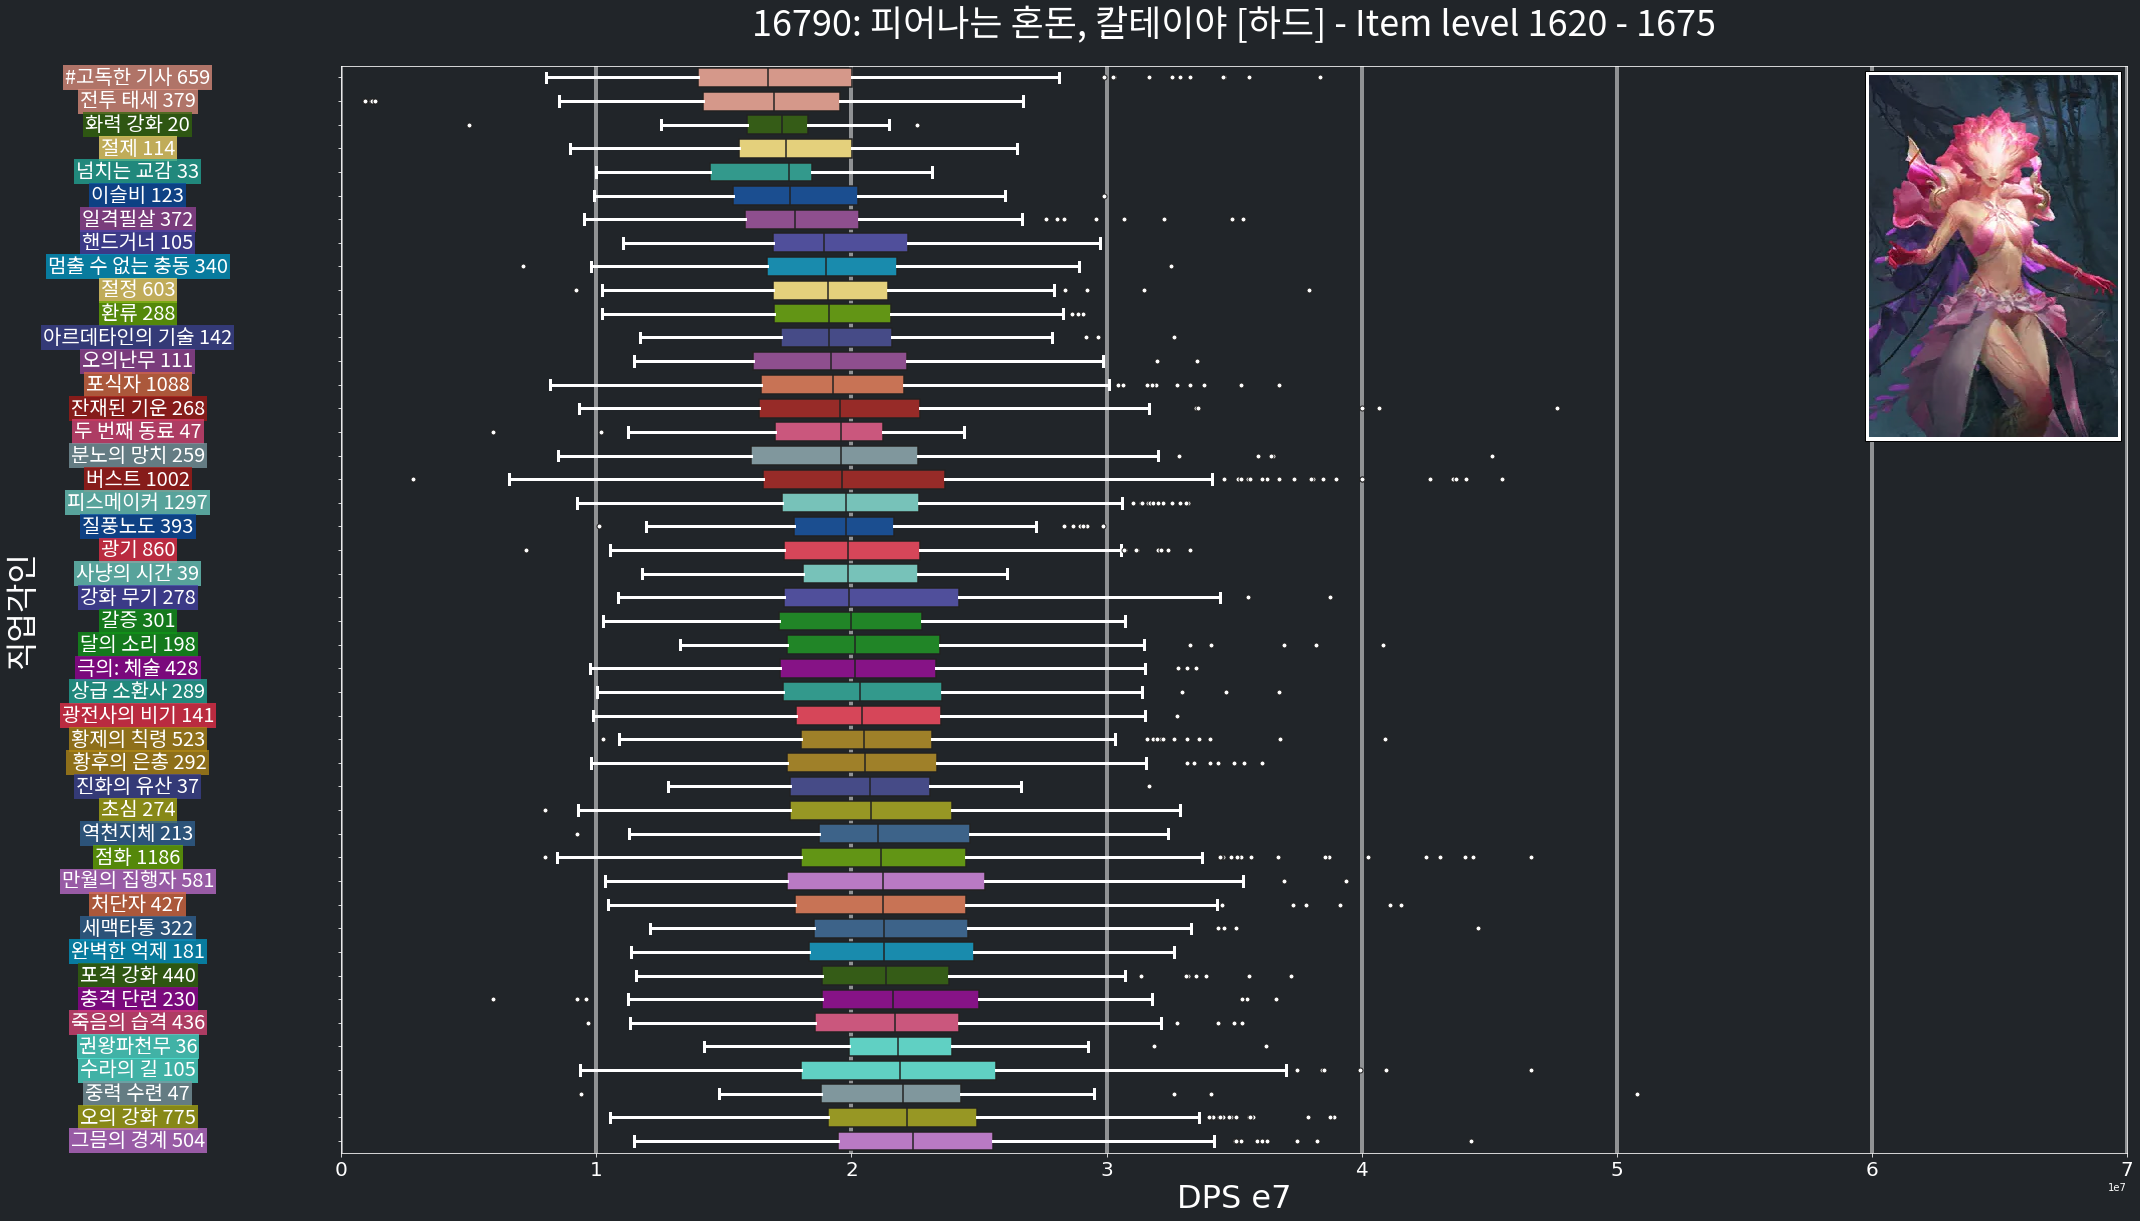 16790: 피어나는 혼돈, 칼테이야 [하드] - Item level 1620 - 1675
#고독한 기사 659
전투 태세 379
화력 강화 20
절제 114
넘치는 교감 33
이슬비 123
일격필살 372
핸드거너 105
멈출 수 없는 충동 340
절정 603
환류 288
아르데타인의 기술 142
오의난무 111
포식자 1088
잔재된 기운 268
두 번째 동료 47
분노의 망치 259
버스트 1002
피스메이커 1297
질풍노도 393
광기 860
사냥의 시간 39
강화 무기 278
갈증 301
달의 소리 198
극의: 체술 428
상급 소환사 289
광전사의 비기 141
황제의 칙령 523
황후의 은총 292
진화의 유산 37
초심 274
역천지체 213
점화 1186
만월의 집행자 581
처단자 427
세맥타통 322
완벽한 억제 181
포격 강화 440
충격 단련 230
죽음의 습격 436
권왕파천무 36
수라의 길 105
중력 수련 47
오의 강화 775
그믐의 경계 504
직업각인
0 1 2 3 4 5 6 7
DPS e7
1e7